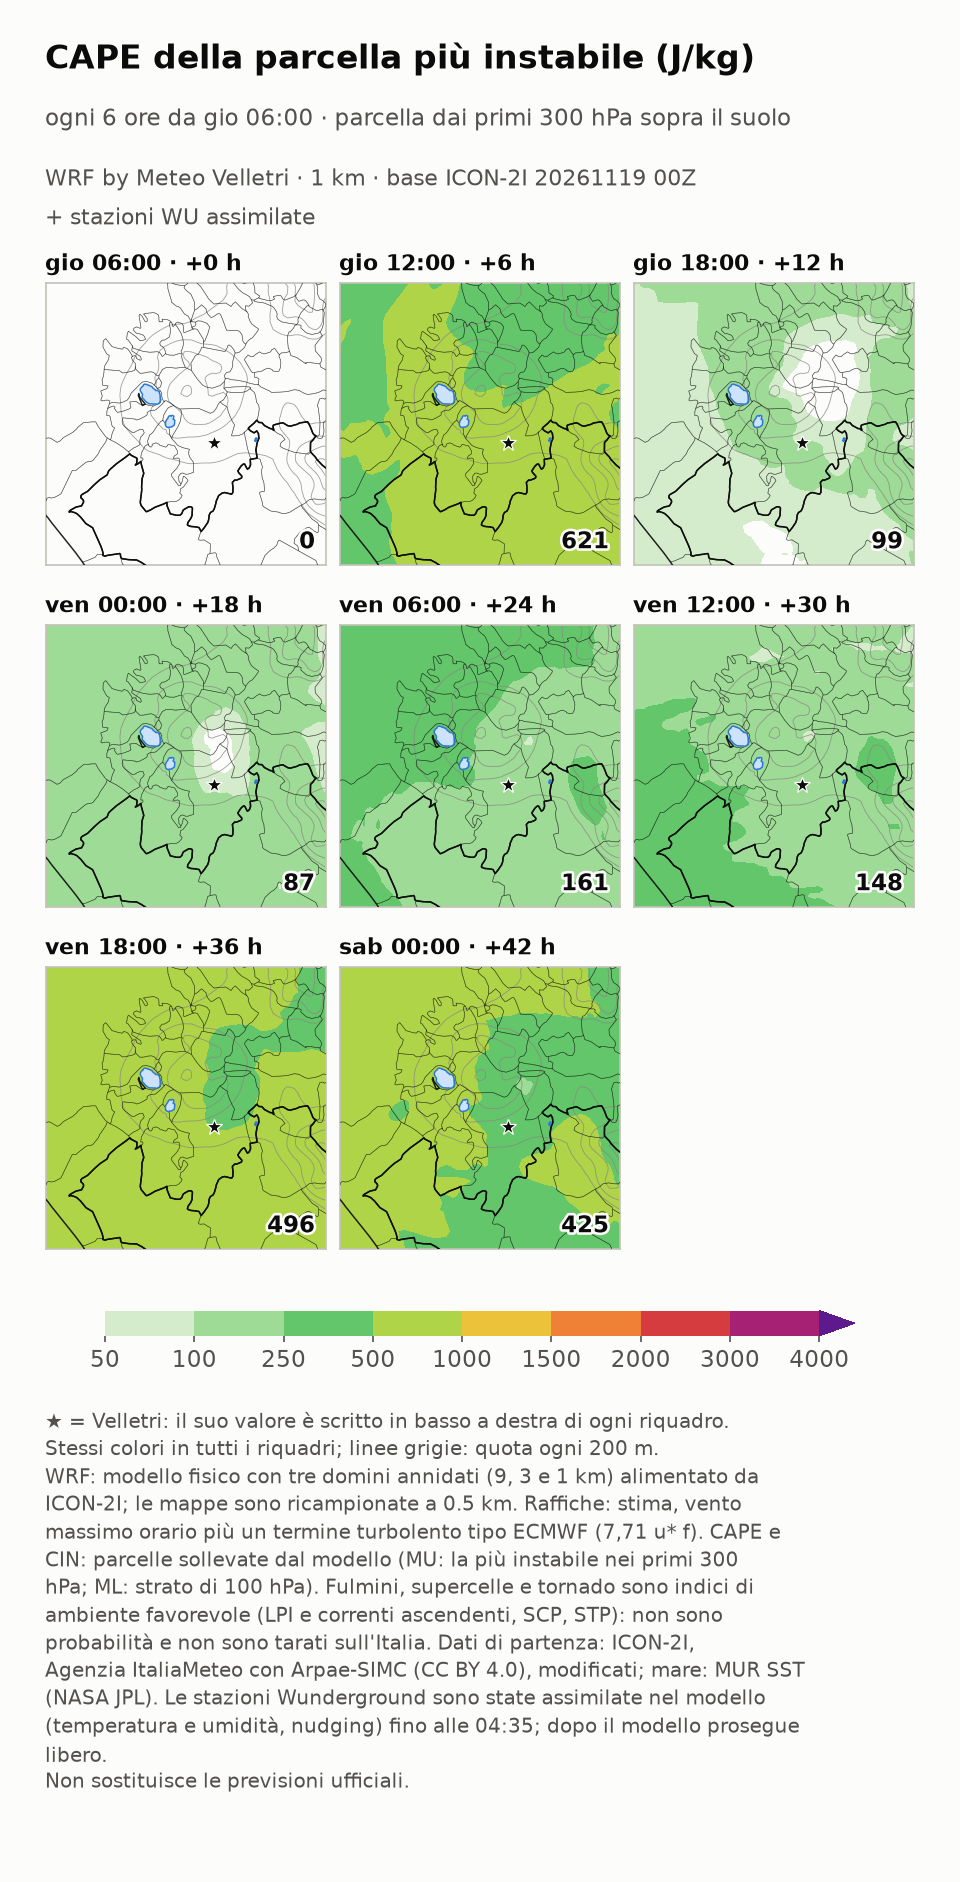 CAPE della parcella più instabile (J/kg)
ogni 6 ore da gio 06:00 · parcella dai primi 300 hPa sopra il suolo
WRF by Meteo Velletri · 1 km · base ICON-2I 20261119 00Z
+ stazioni WU assimilate
gio 06:00 · +0 h
gio 12:00 · +6 h
gio 18:00 · +12 h
0
621
99
ven 00:00 · +18 h
ven 06:00 · +24 h
ven 12:00 · +30 h
87
161
148
ven 18:00 · +36 h
sab 00:00 · +42 h
496
425
50 100 250 500 1000 1500 2000 3000 4000
★ = Velletri: il suo valore è scritto in basso a destra di ogni riquadro.
Stessi colori in tutti i riquadri; linee grigie: quota ogni 200 m.
WRF: modello fisico con tre domini annidati (9, 3 e 1 km) alimentato da
ICON-2I; le mappe sono ricampionate a 0.5 km. Raffiche: stima, vento
massimo orario più un termine turbolento tipo ECMWF (7,71 u* f). CAPE e
CIN: parcelle sollevate dal modello (MU: la più instabile nei primi 300
hPa; ML: strato di 100 hPa). Fulmini, supercelle e tornado sono indici di
ambiente favorevole (LPI e correnti ascendenti, SCP, STP): non sono
probabilità e non sono tarati sull'Italia. Dati di partenza: ICON-2I,
Agenzia ItaliaMeteo con Arpae-SIMC (CC BY 4.0), modificati; mare: MUR SST
(NASA JPL). Le stazioni Wunderground sono state assimilate nel modello
(temperatura e umidità, nudging) fino alle 04:35; dopo il modello prosegue
libero.
Non sostituisce le previsioni ufficiali.